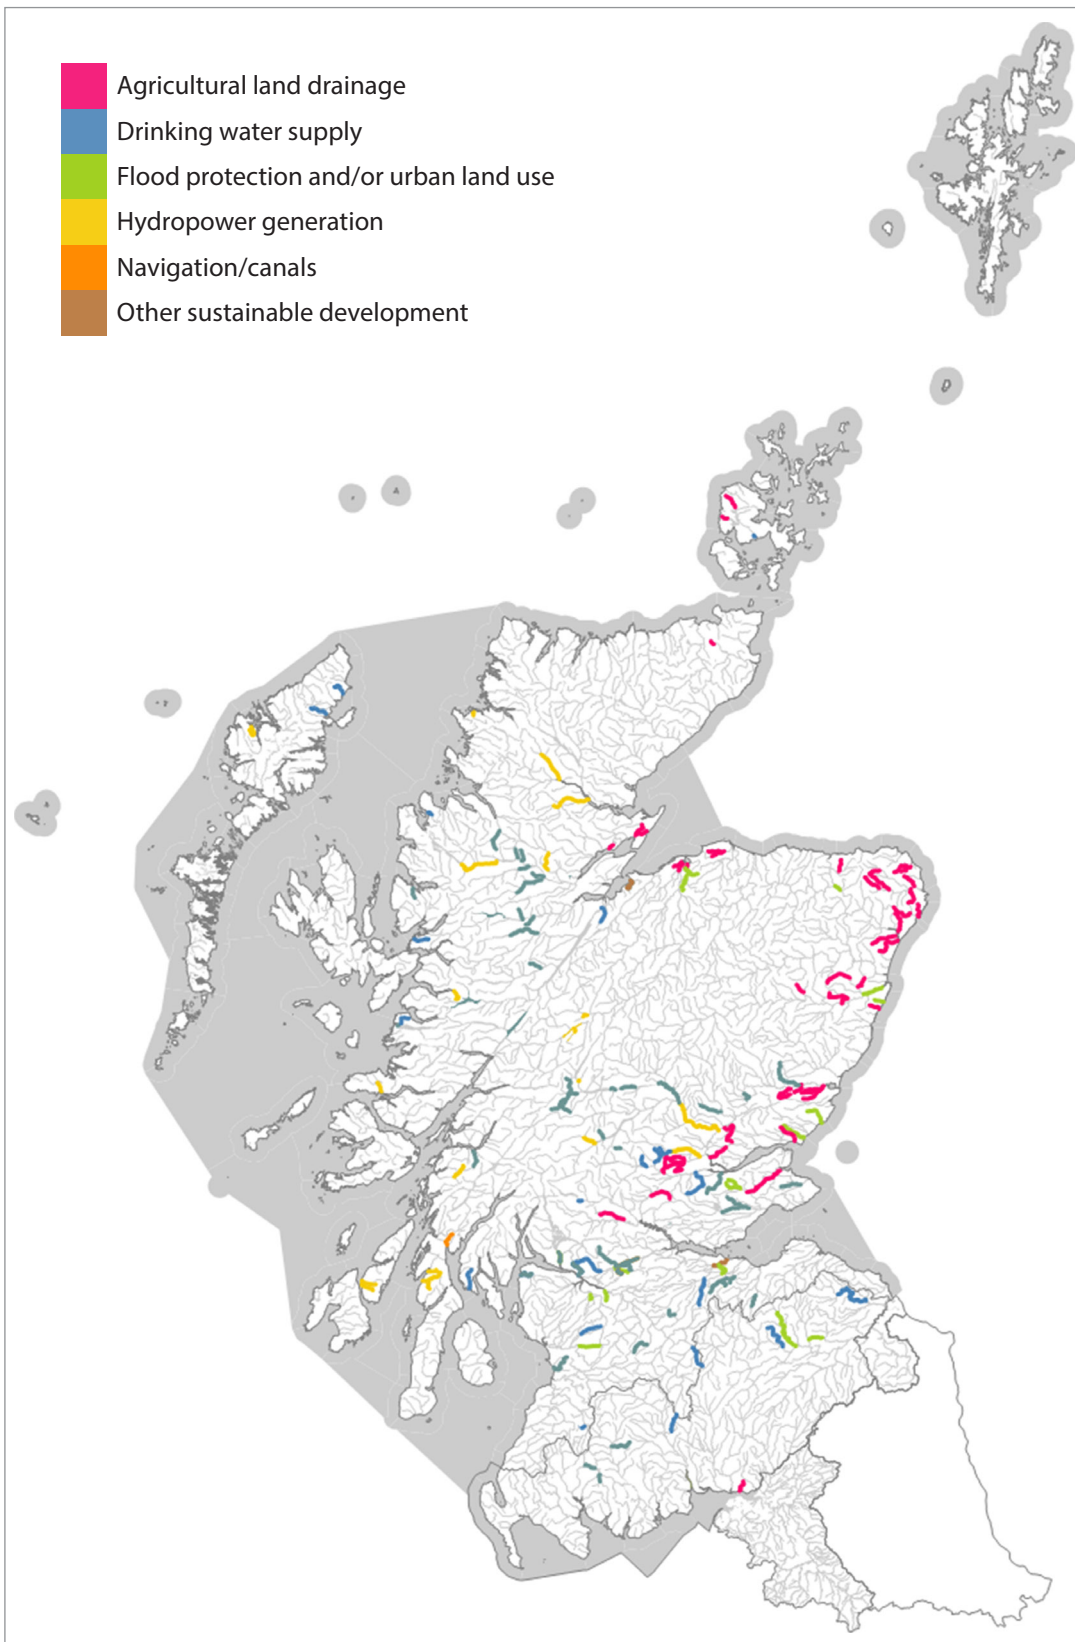 Agricultural land drainage
Drinking water supply
Flood protection and/or urban land use
Hydropower generation
Navigation/canals
Other sustainable development